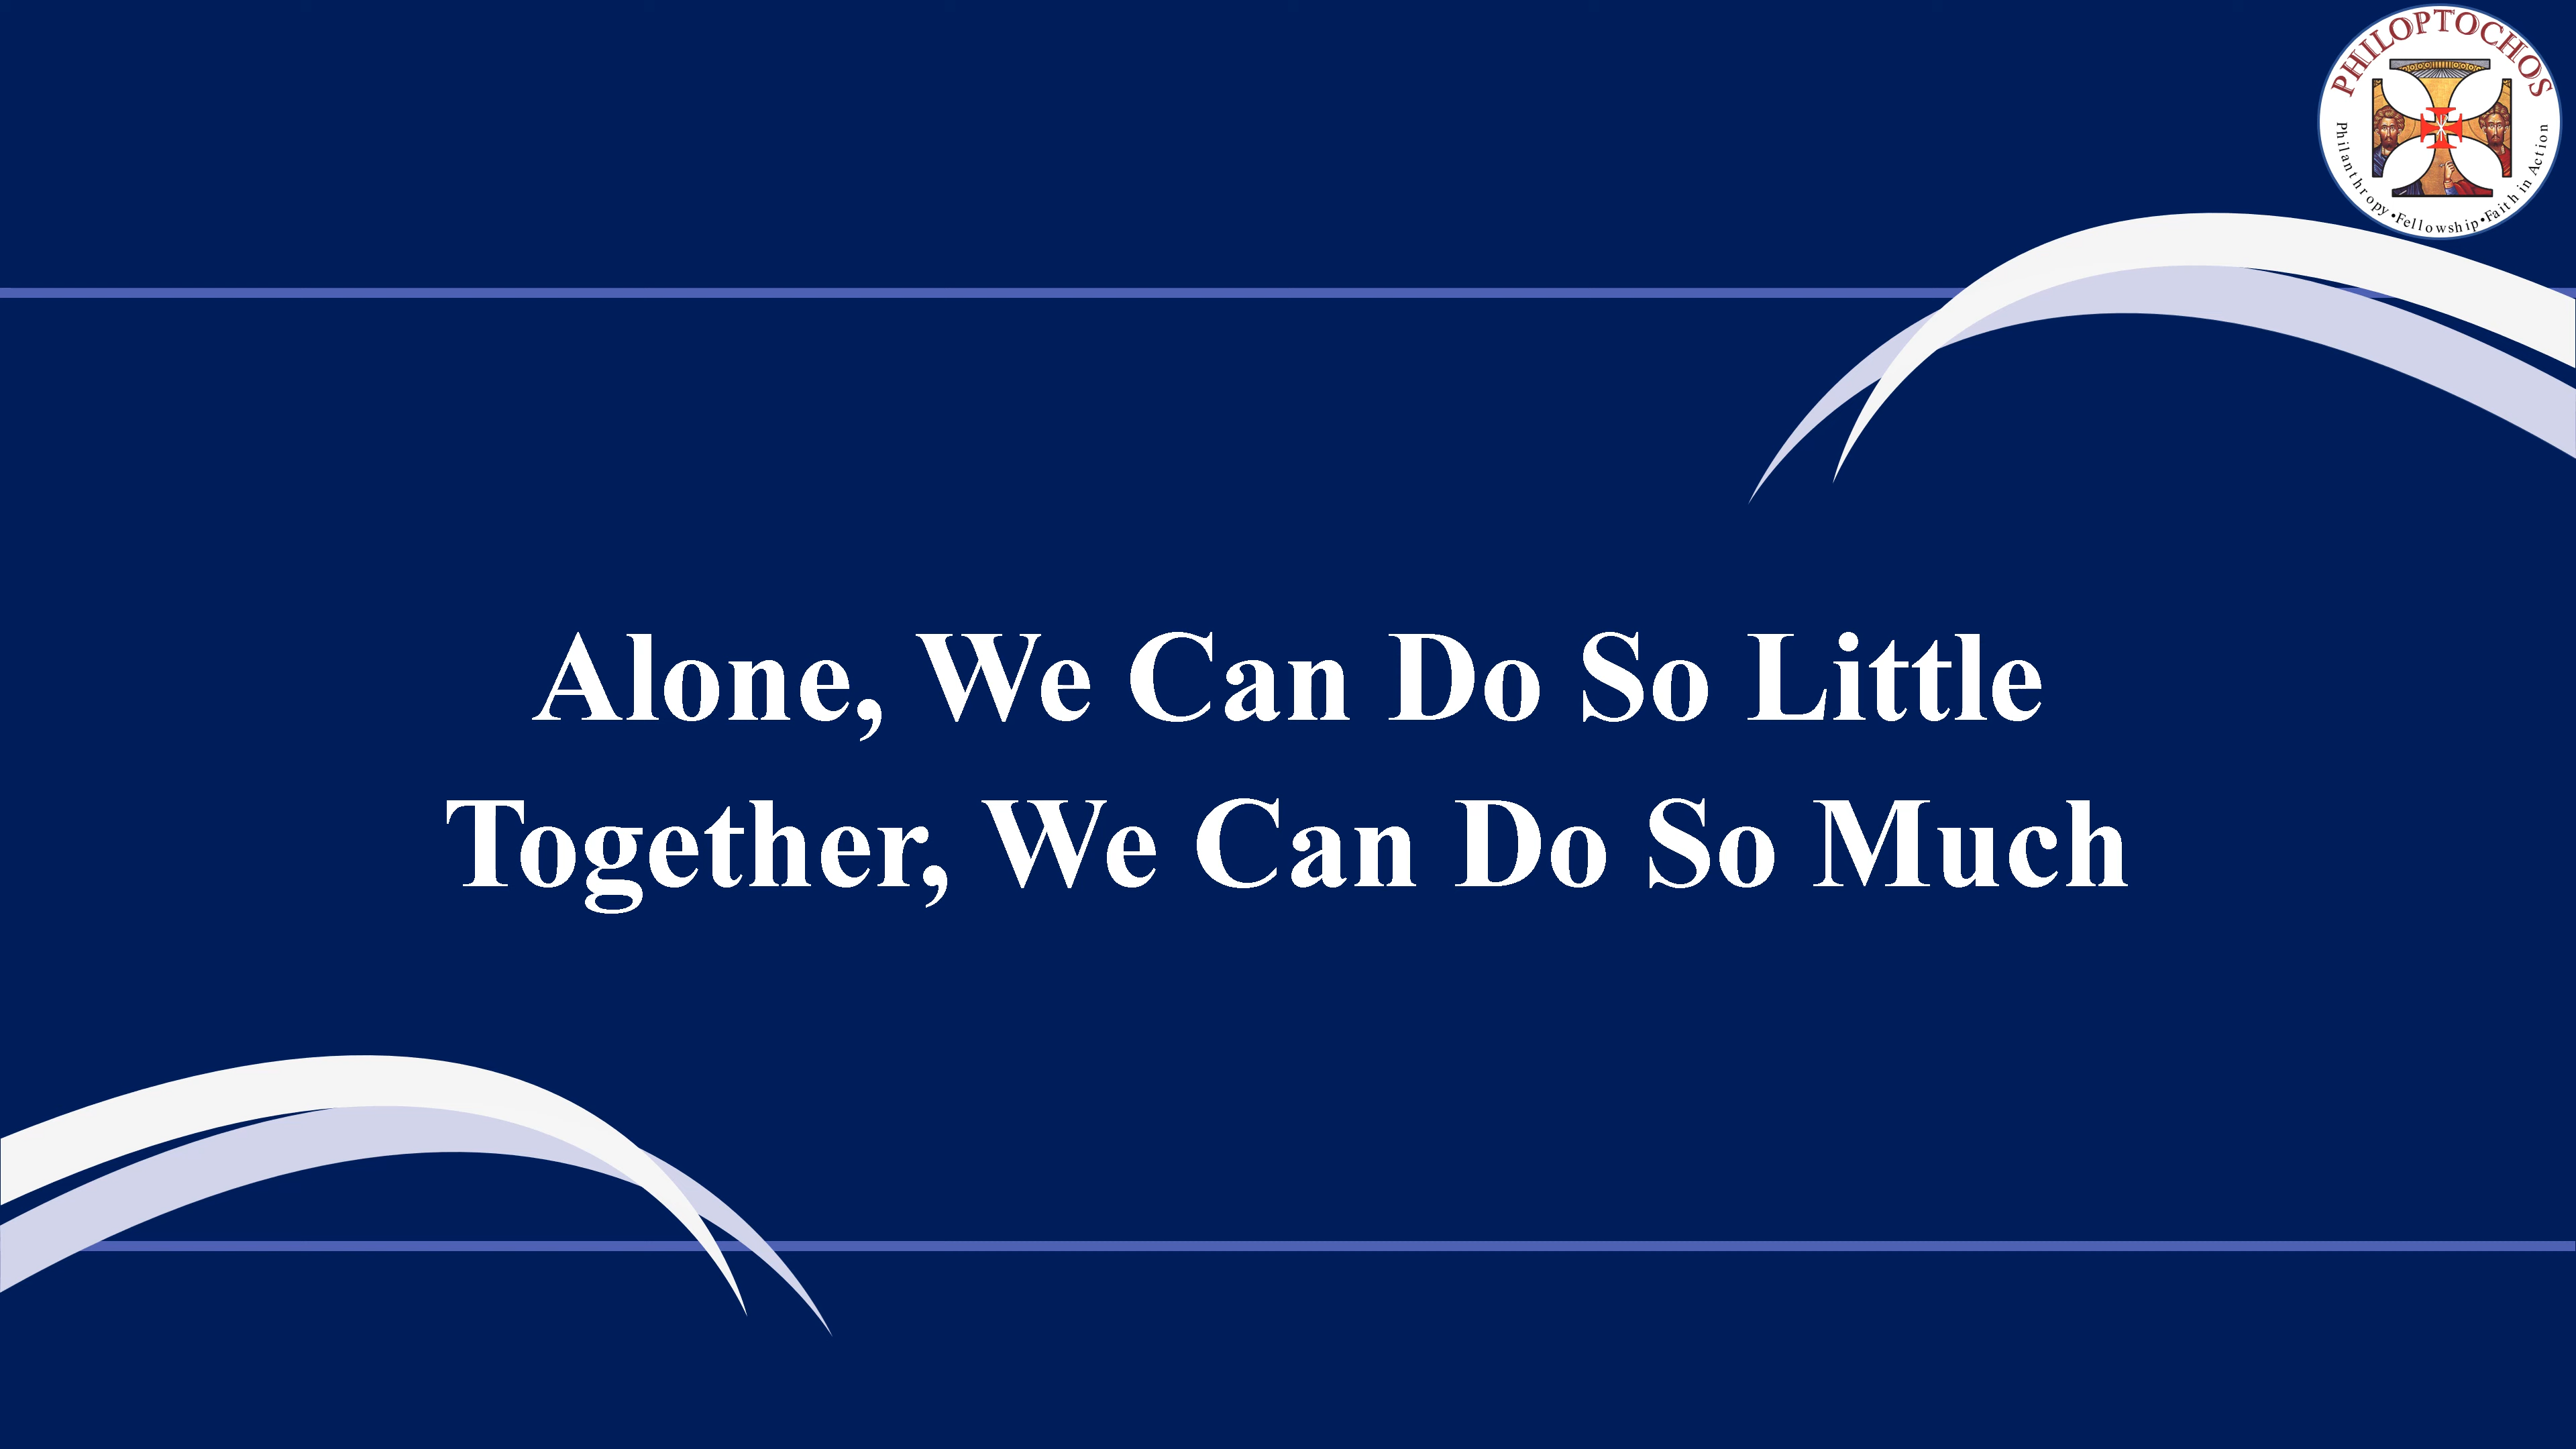 PHILOPTOCHOS
Philanthropy•Fellowship•Faith in Action
Alone, We Can Do So Little
Together, We Can Do So Much